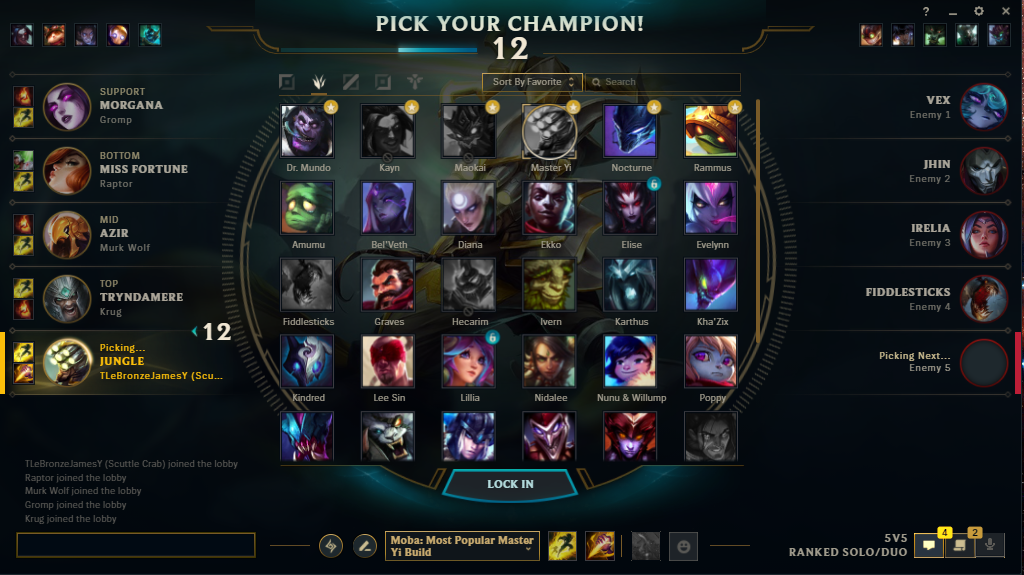 PICK YOUR CHAMPION!
12
?
Sort By Favorite
Search
SUPPORT
MORGANA
Gromp
BOTTOM
MISS FORTUNE
Raptor
MID
AZIR
Murk Wolf
TOP
TRYNDAMERE
Krug
12
Picking...
JUNGLE
TLeBronzeJamesY (Scu...
Dr. Mundo
Kayn
Maokai
Master Yi
Nocturne
Rammus
6
Amumu
Bel'Veth
Diana
Ekko
Elise
Evelynn
Fiddlesticks
Graves
Hecarim
Ivern
Karthus
Kha'Zix
6
Kindred
Lee Sin
Lillia
Nidalee
Nunu & Willump
Poppy
VEX
Enemy 1
JHIN
Enemy 2
IRELIA
Enemy 3
FIDDLESTICKS
Enemy 4
Picking Next...
Enemy 5
LOCK IN
TLeBronzeJamesY (Scuttle Crab) joined the lobby
Raptor joined the lobby
Murk Wolf joined the lobby
Gromp joined the lobby
Krug joined the lobby
Moba: Most Popular Master
Yi Build
5V5
RANKED SOLO/DUO
4
2